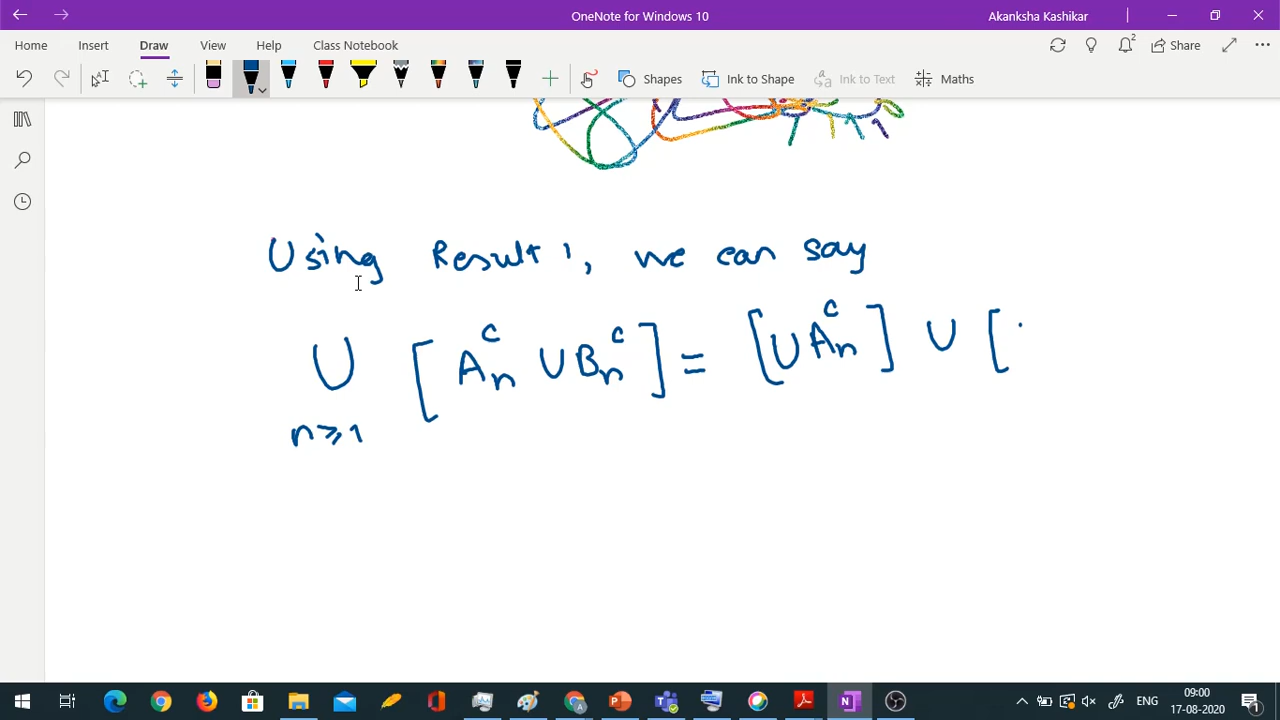 OneNote for Windows 10
Akanksha Kashikar
Home Insert Draw View Help Class Notebook
Share
Shapes Ink to Shape Ink to Text Maths
Using Result 1, we can say
⋃ [Aₙᶜ ∪ Bₙᶜ] = [∪Aₙᶜ] ∪ [
n⩾1
ENG
09:00
17-08-2020
1